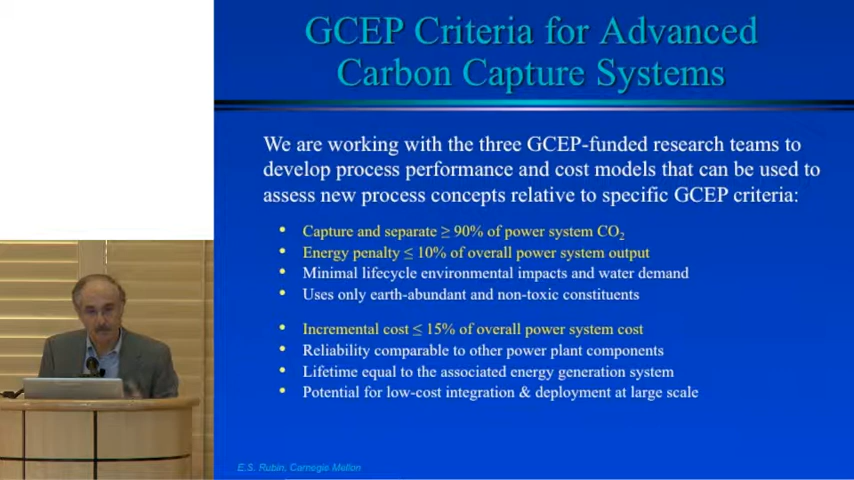 GCEP Criteria for Advanced
Carbon Capture Systems
We are working with the three GCEP-funded research teams to
develop process performance and cost models that can be used to
assess new process concepts relative to specific GCEP criteria:
• Capture and separate ≥ 90% of power system CO₂
• Energy penalty ≤ 10% of overall power system output
• Minimal lifecycle environmental impacts and water demand
• Uses only earth-abundant and non-toxic constituents
• Incremental cost ≤ 15% of overall power system cost
• Reliability comparable to other power plant components
• Lifetime equal to the associated energy generation system
• Potential for low-cost integration & deployment at large scale
E.S. Rubin, Carnegie Mellon